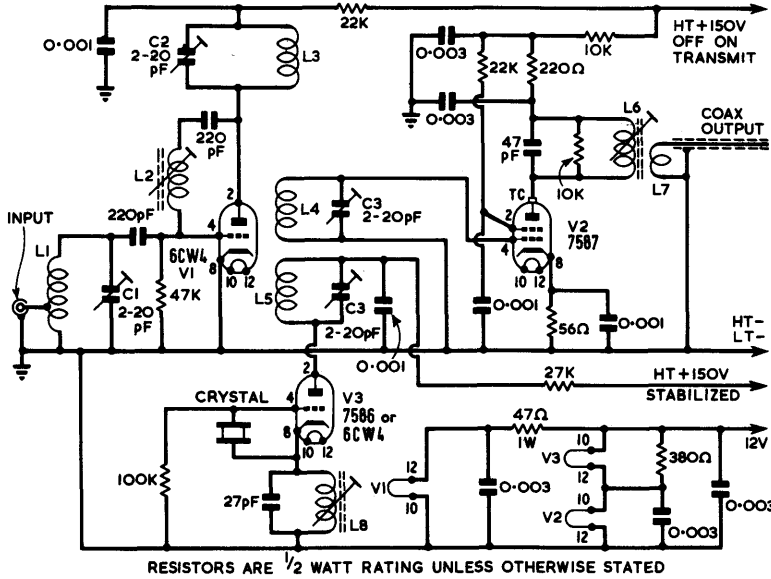 22K
HT+150V
OFF ON
TRANSMIT
0·001
C2
2-20
pF
L3
0·003
22K
220Ω
10K
0·003
L6
COAX
OUTPUT
220
pF
L2
47
pF
10K
L7
TC
INPUT
220pF
2
4
6CW4
V1
8
10 12
L4
C3
2-20pF
2
4
V2
7587
8
10 12
L1
C1
2-20
pF
47K
L5
C3
2-20pF
0·001
0·001
56Ω
0·001
HT-
LT-
2
27K
HT+150V
STABILIZED
CRYSTAL
4
V3
7586 or
6CW4
8
10 12
47Ω
1W
12V
100K
27pF
L8
12
V1
10
0·003
10
V3
12
380Ω
10
V2
12
0·003
0·003
RESISTORS ARE 1/2 WATT RATING UNLESS OTHERWISE STATED